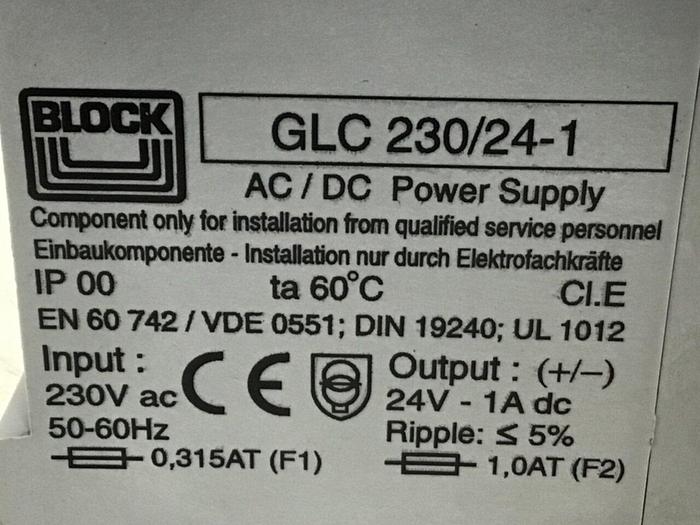 BLOCK
GLC 230/24-1
AC / DC Power Supply
Component only for installation from qualified service personnel
Einbaukomponente - Installation nur durch Elektrofachkräfte
IP 00 ta 60°C Cl.E
EN 60 742 / VDE 0551; DIN 19240; UL 1012
Input :
230V ac
50-60Hz
0,315AT (F1)
CE
Output : (+/−)
24V - 1A dc
Ripple: ≤ 5%
1,0AT (F2)